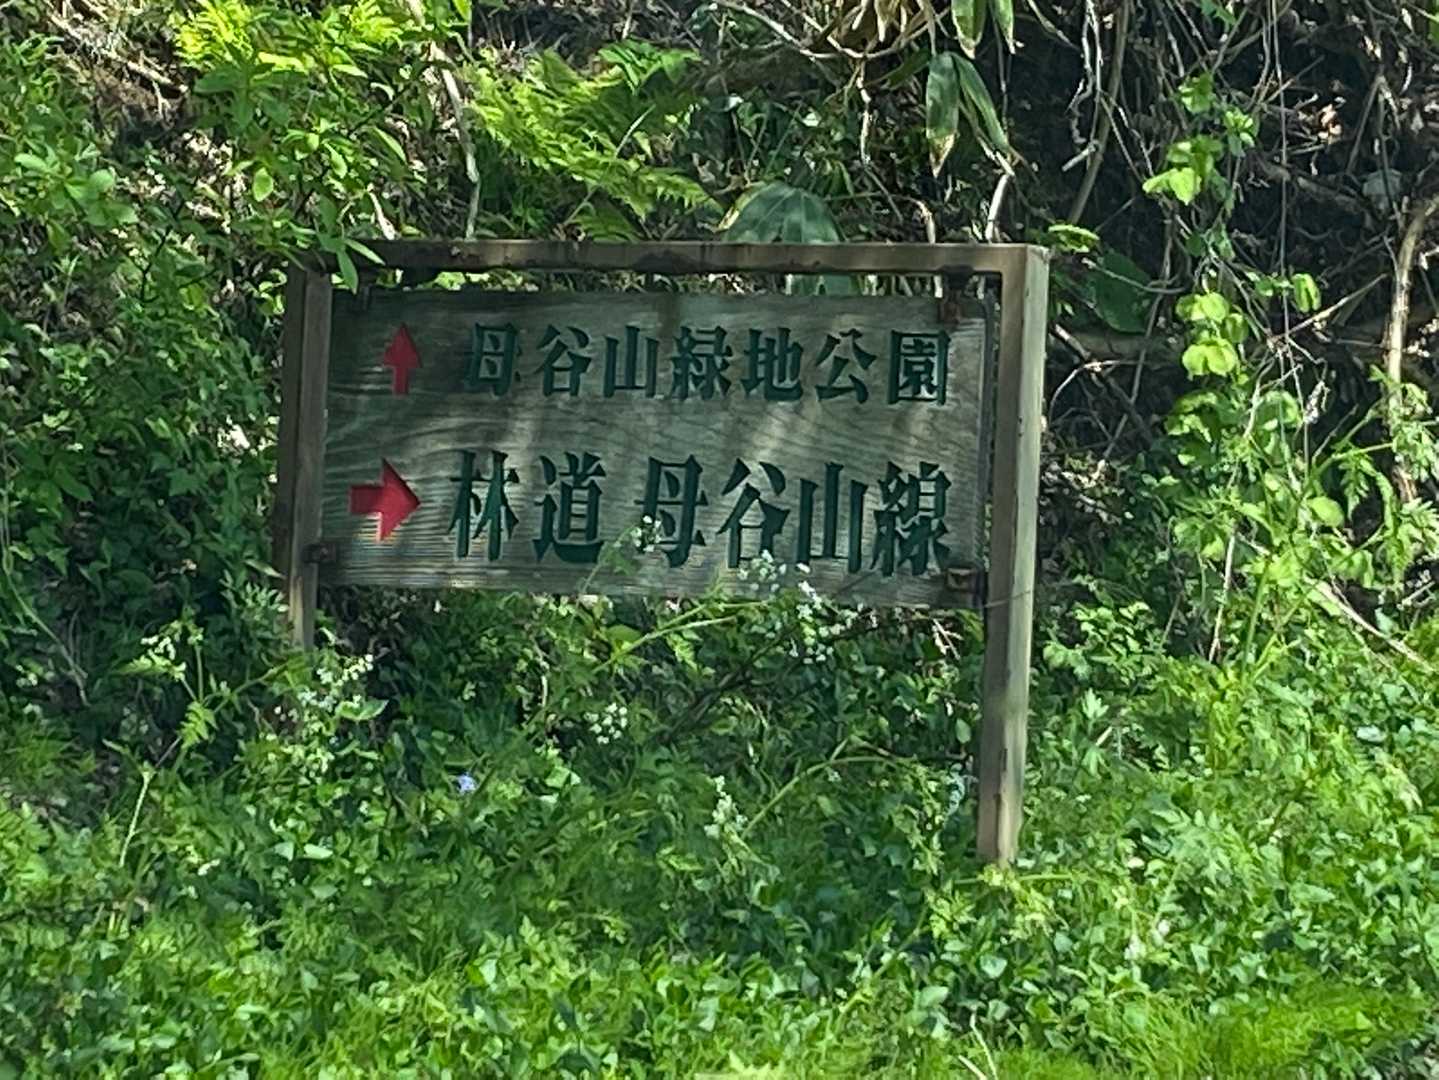 ↑ 母谷山緑地公園
→ 林道 母谷山線